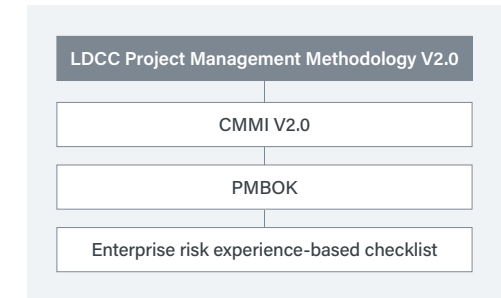 LDCC Project Management Methodology V2.0
CMMI V2.0
PMBOK
Enterprise risk experience-based checklist